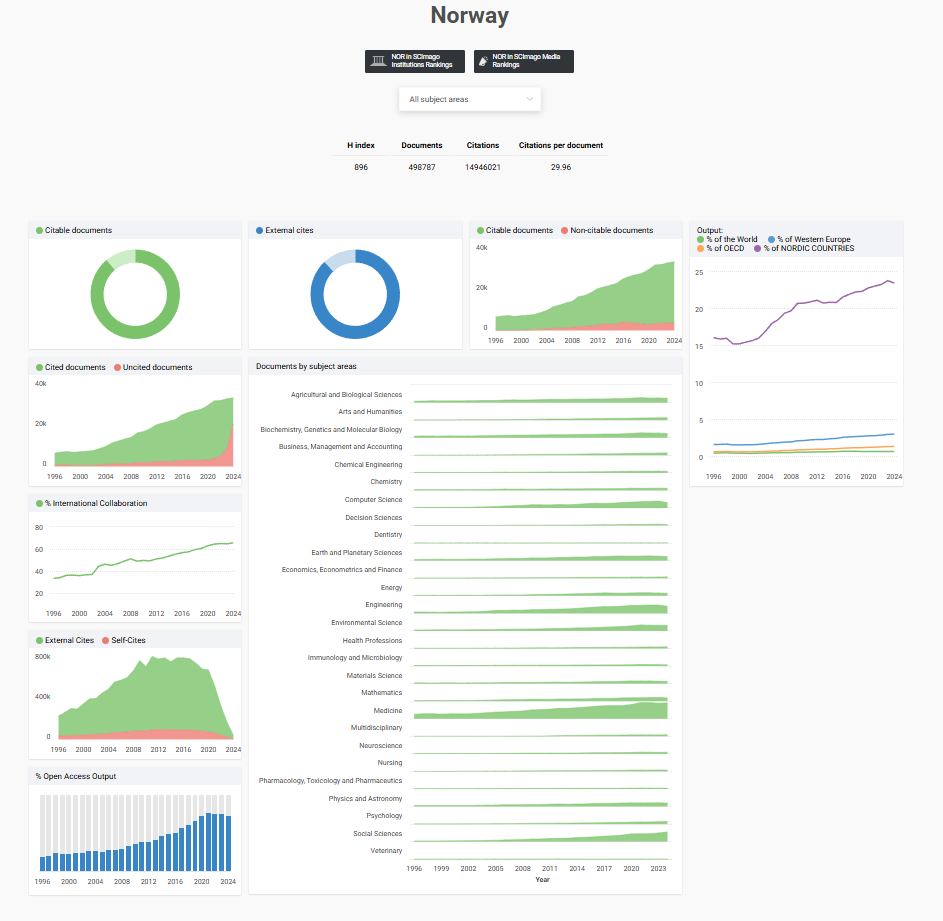 Norway
NOR in SCImago
Institutions Rankings
NOR in SCImago Media
Rankings
All subject areas
H index Documents Citations Citations per document
896 498787 14946021 29.96
Citable documents
External cites
Citable documents Non-citable documents
40k
20k
0
1996 2000 2004 2008 2012 2016 2020 2024
Output:
% of the World % of Western Europe
% of OECD % of NORDIC COUNTRIES
25
20
15
10
5
0
1996 2000 2004 2008 2012 2016 2020 2024
Cited documents Uncited documents
40k
20k
0
1996 2000 2004 2008 2012 2016 2020 2024
% International Collaboration
80
60
40
20
1996 2000 2004 2008 2012 2016 2020 2024
External Cites Self-Cites
800k
400k
0
1996 2000 2004 2008 2012 2016 2020 2024
% Open Access Output
1996 2000 2004 2008 2012 2016 2020 2024
Documents by subject areas
Agricultural and Biological Sciences
Arts and Humanities
Biochemistry, Genetics and Molecular Biology
Business, Management and Accounting
Chemical Engineering
Chemistry
Computer Science
Decision Sciences
Dentistry
Earth and Planetary Sciences
Economics, Econometrics and Finance
Energy
Engineering
Environmental Science
Health Professions
Immunology and Microbiology
Materials Science
Mathematics
Medicine
Multidisciplinary
Neuroscience
Nursing
Pharmacology, Toxicology and Pharmaceutics
Physics and Astronomy
Psychology
Social Sciences
Veterinary
1996 1999 2002 2005 2008 2011 2014 2017 2020 2023
Year